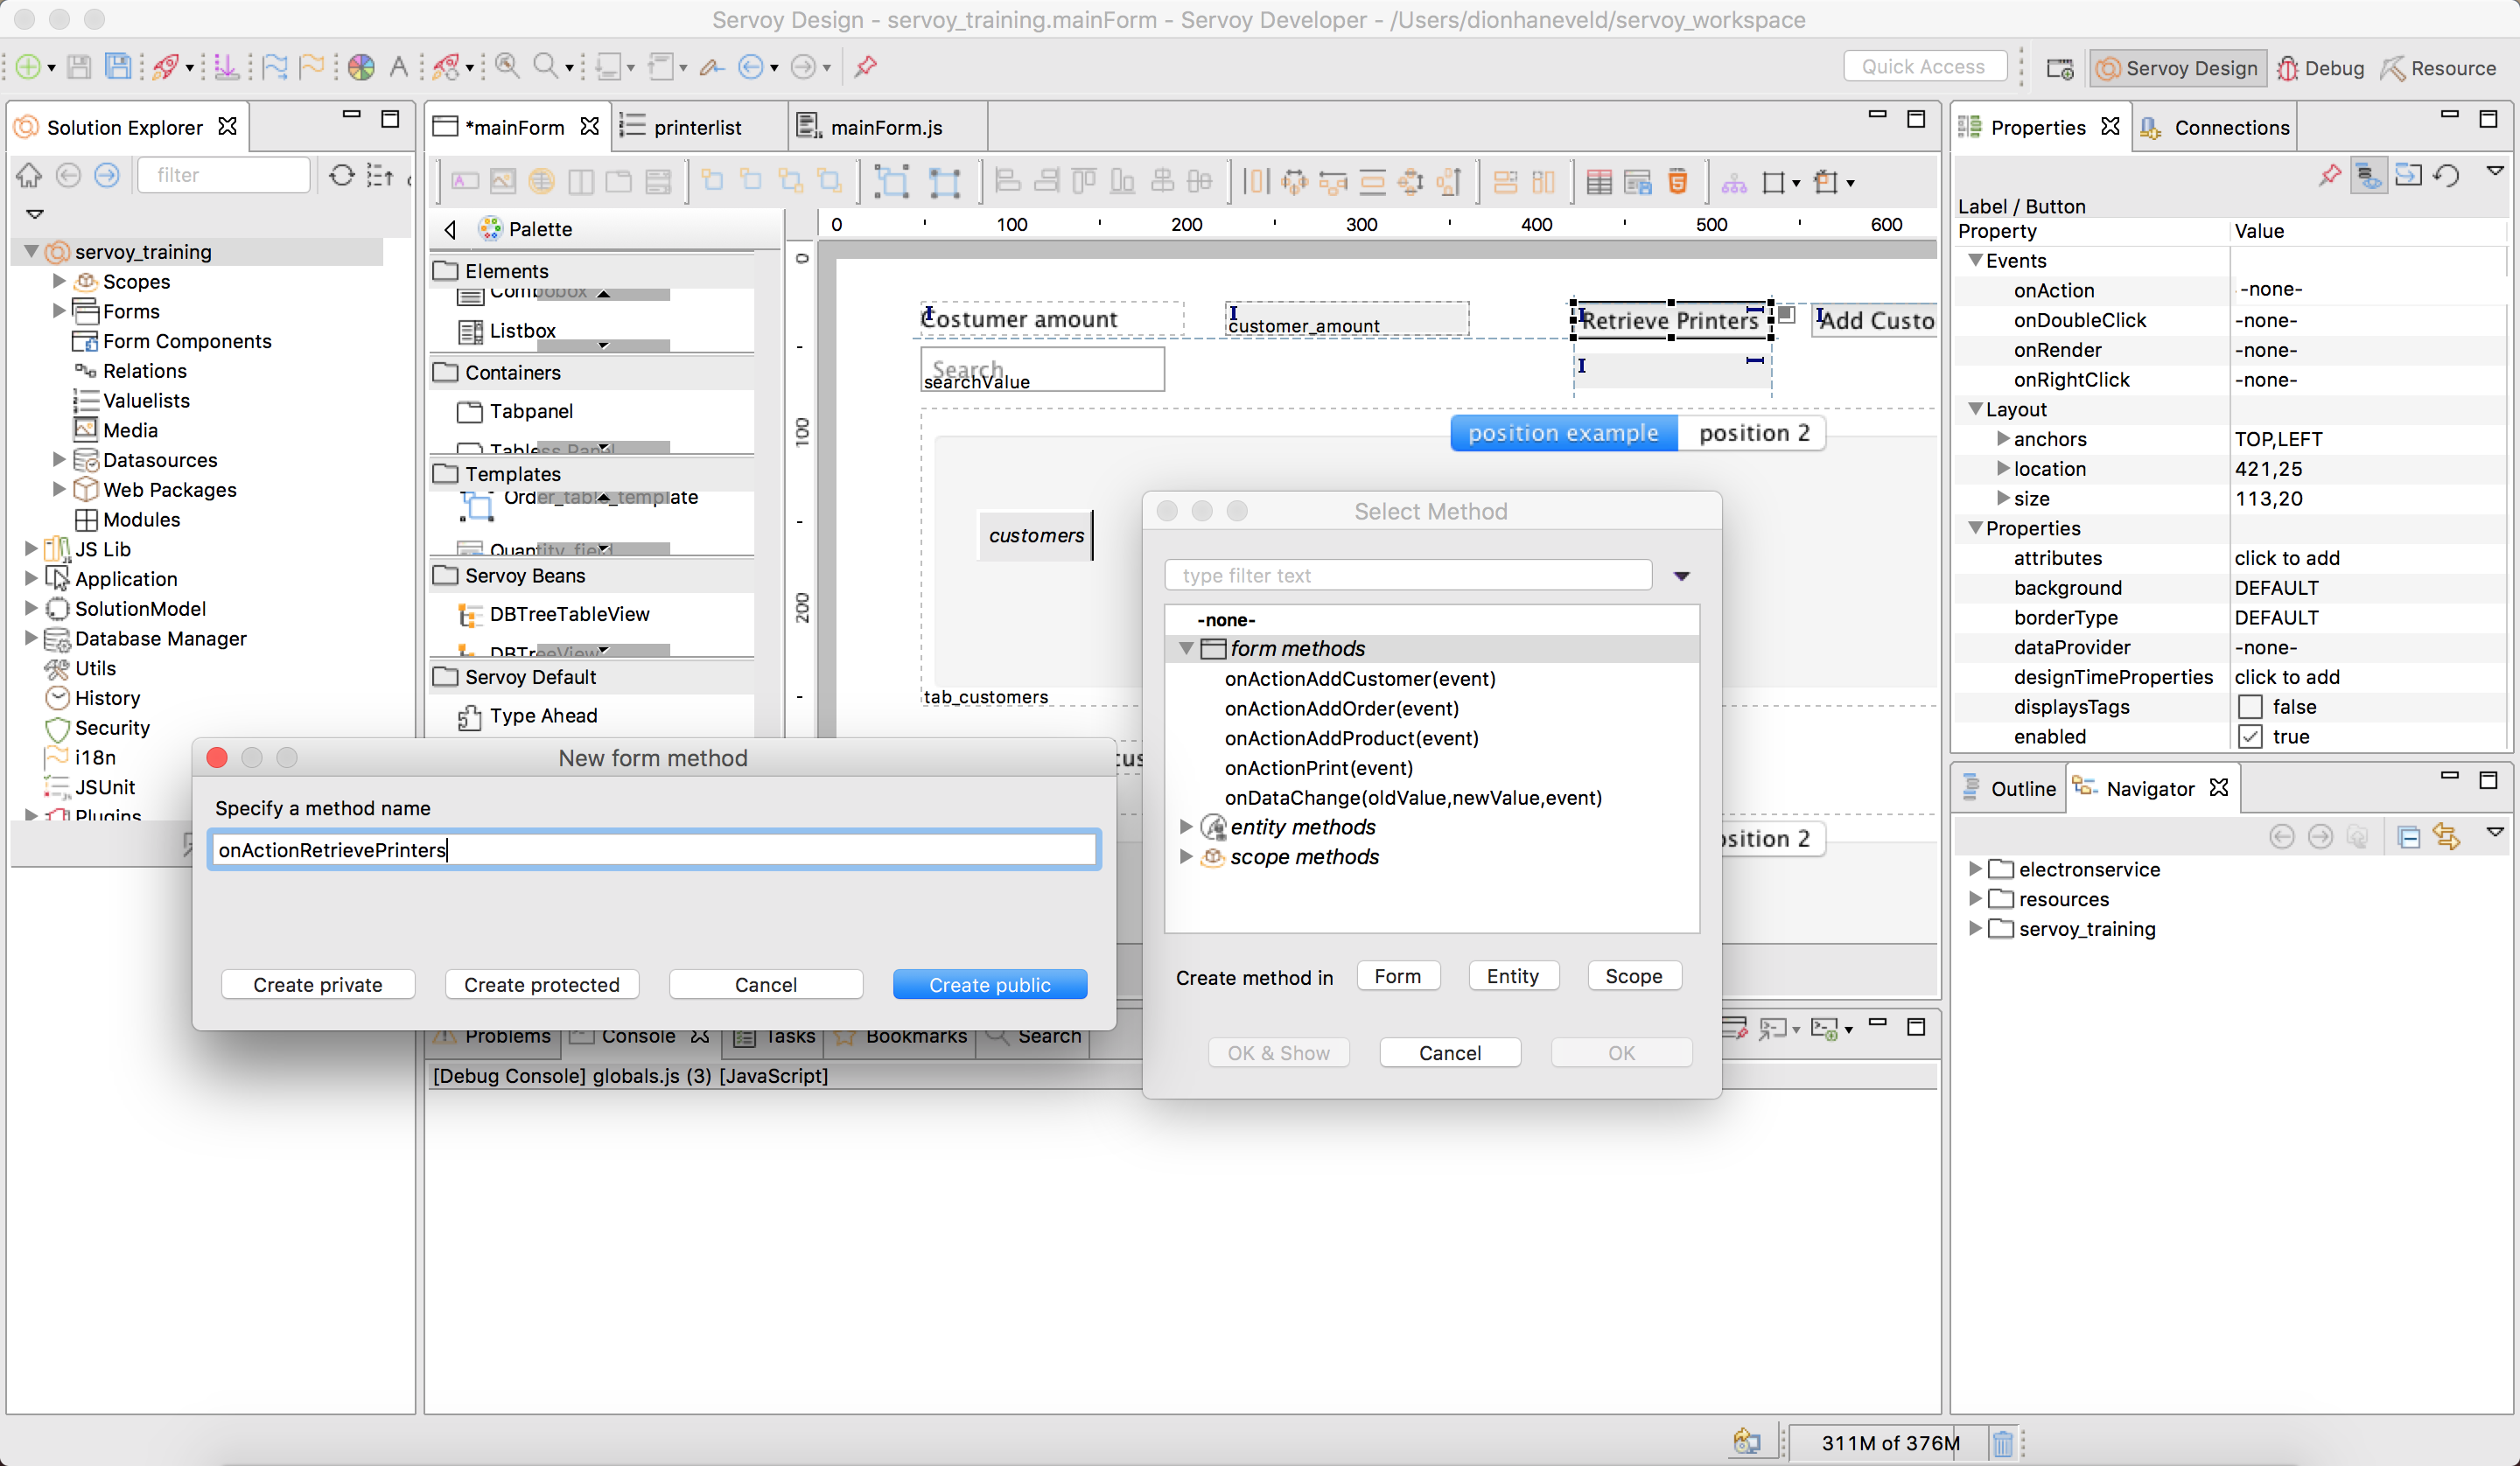 Servoy Design - servoy_training.mainForm - Servoy Developer - /Users/dionhaneveld/servoy_workspace
Quick Access
Servoy Design
Debug
Resource
Solution Explorer
filter
servoy_training
Scopes
Forms
Form Components
Relations
Valuelists
Media
Datasources
Web Packages
Modules
JS Lib
Application
SolutionModel
Database Manager
Utils
History
Security
i18n
JSUnit
Plugins
*mainForm
printerlist
mainForm.js
Palette
Elements
Combobox
Listbox
Containers
Tabpanel
Tabless Panel
Templates
Order_table_template
Quantity_field
Servoy Beans
DBTreeTableView
DBTreeView
Servoy Default
Type Ahead
0 100 200 300 400 500 600
0
100
200
Costumer amount
customer_amount
Retrieve Printers
Add Custo
Search
searchValue
position example
position 2
customers
tab_customers
cus
osition 2
Select Method
type filter text
-none-
form methods
onActionAddCustomer(event)
onActionAddOrder(event)
onActionAddProduct(event)
onActionPrint(event)
onDataChange(oldValue,newValue,event)
entity methods
scope methods
Create method in
Form
Entity
Scope
OK & Show
Cancel
OK
New form method
Specify a method name
onActionRetrievePrinters
Create private
Create protected
Cancel
Create public
Problems
Console
Tasks
Bookmarks
Search
[Debug Console] globals.js (3) [JavaScript]
Properties
Connections
Label / Button
Property Value
Events
onAction -none-
onDoubleClick -none-
onRender -none-
onRightClick -none-
Layout
anchors TOP,LEFT
location 421,25
size 113,20
Properties
attributes click to add
background DEFAULT
borderType DEFAULT
dataProvider -none-
designTimeProperties click to add
displaysTags false
enabled true
Outline
Navigator
electronservice
resources
servoy_training
311M of 376M